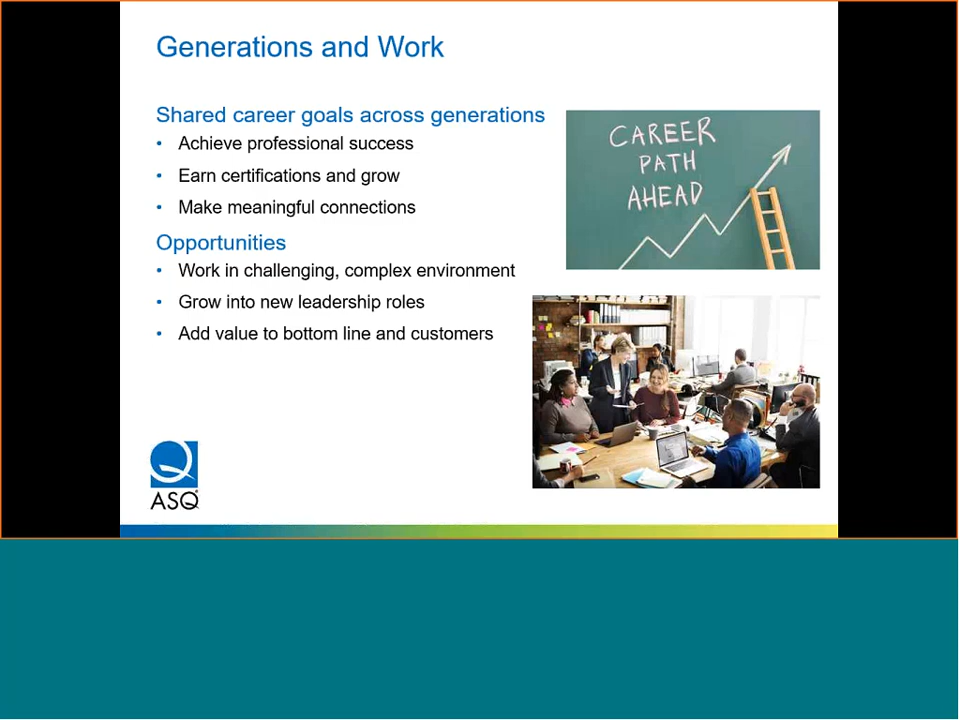 Generations and Work
Shared career goals across generations
• Achieve professional success
• Earn certifications and grow
• Make meaningful connections
Opportunities
• Work in challenging, complex environment
• Grow into new leadership roles
• Add value to bottom line and customers
CAREER
PATH
AHEAD
ASQ